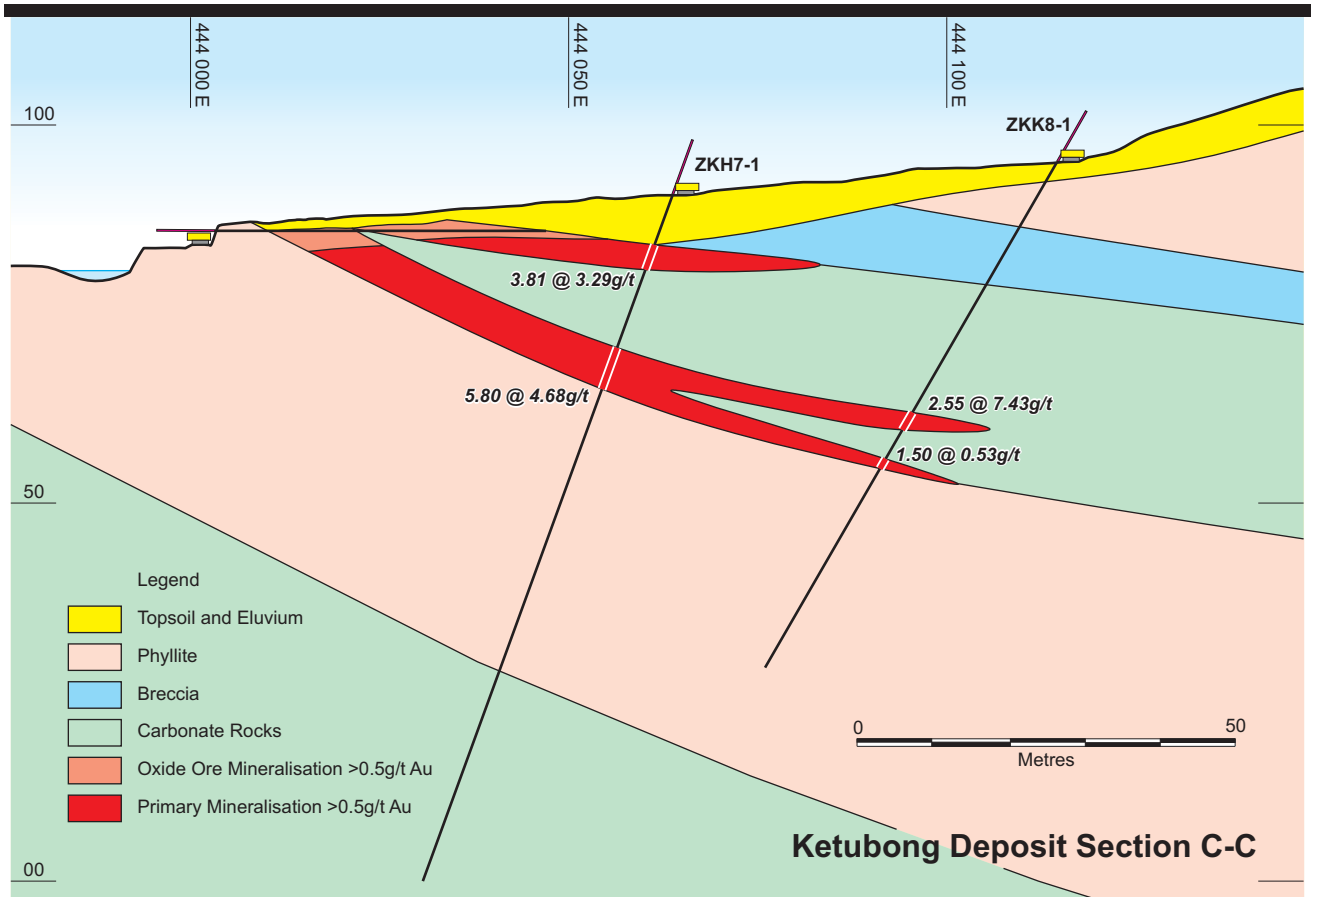 444 000 E
444 050 E
444 100 E
100
ZKK8-1
ZKH7-1
3.81 @ 3.29g/t
5.80 @ 4.68g/t
2.55 @ 7.43g/t
1.50 @ 0.53g/t
50
Legend
Topsoil and Eluvium
Phyllite
Breccia
Carbonate Rocks
Oxide Ore Mineralisation >0.5g/t Au
Primary Mineralisation >0.5g/t Au
0
50
Metres
Ketubong Deposit Section C-C
00